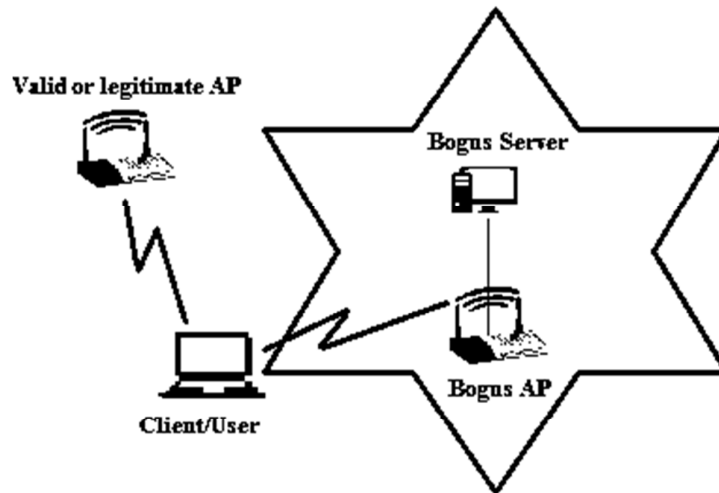 Valid or legitimate AP
Bogus Server
Bogus AP
Client/User